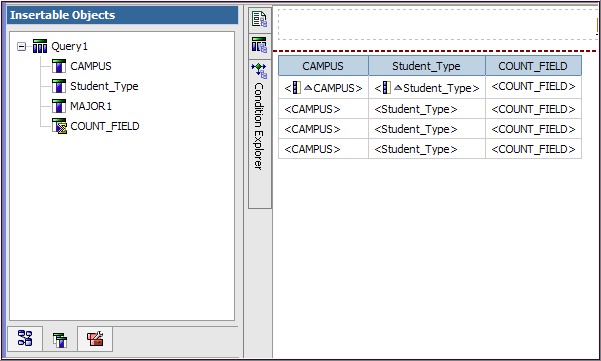 Insertable Objects
Query1
CAMPUS
Student_Type
MAJOR1
COUNT_FIELD
Condition Explorer
CAMPUS Student_Type COUNT_FIELD
<CAMPUS> <Student_Type> <COUNT_FIELD>
<CAMPUS> <Student_Type> <COUNT_FIELD>
<CAMPUS> <Student_Type> <COUNT_FIELD>
<CAMPUS> <Student_Type> <COUNT_FIELD>